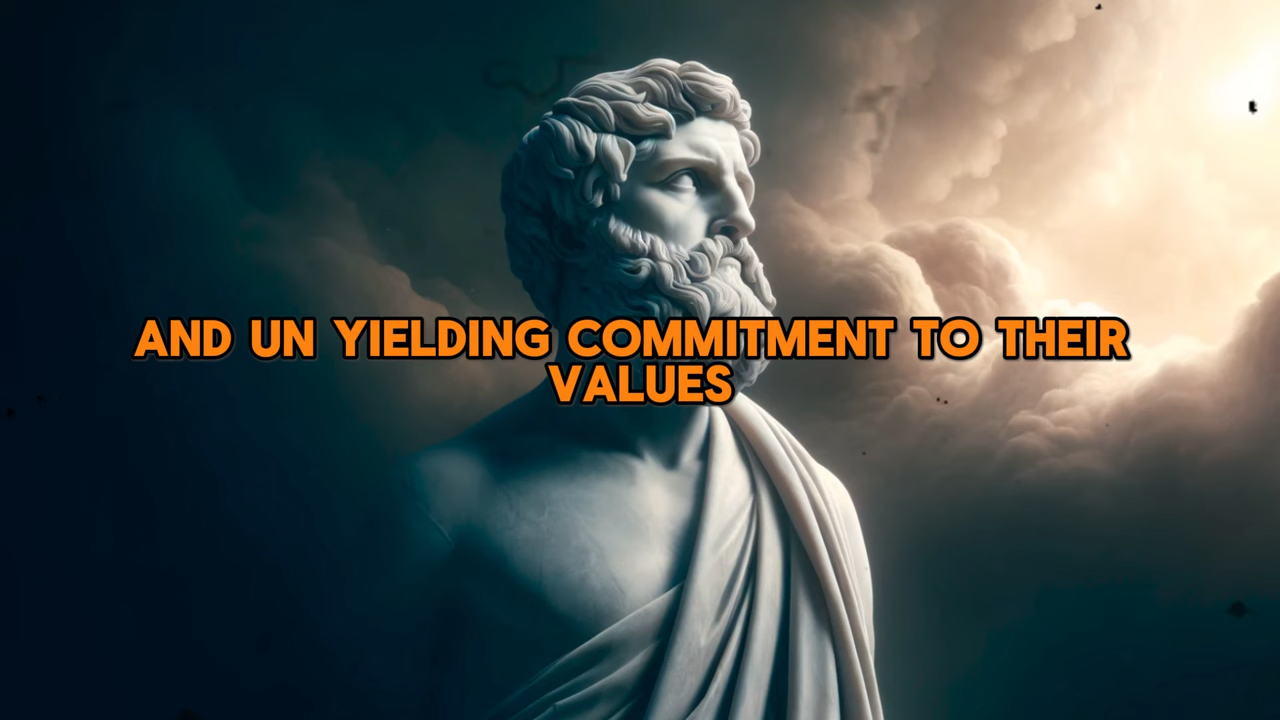 AND UN YIELDING COMMITMENT TO THEIR
VALUES